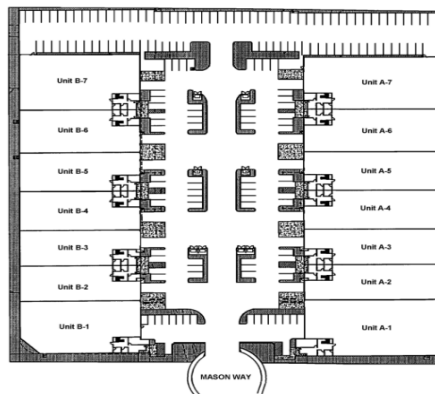 Unit B-7
Unit A-7
Unit B-6
Unit A-6
Unit B-5
Unit A-5
Unit B-4
Unit A-4
Unit B-3
Unit A-3
Unit B-2
Unit A-2
Unit B-1
Unit A-1
MASON WAY